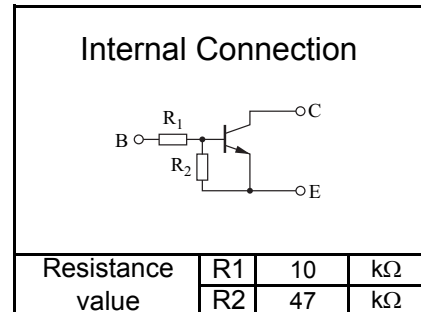 Internal Connection
C
R1
B
R2
E
Resistance value R1 10 kΩ
R2 47 kΩ